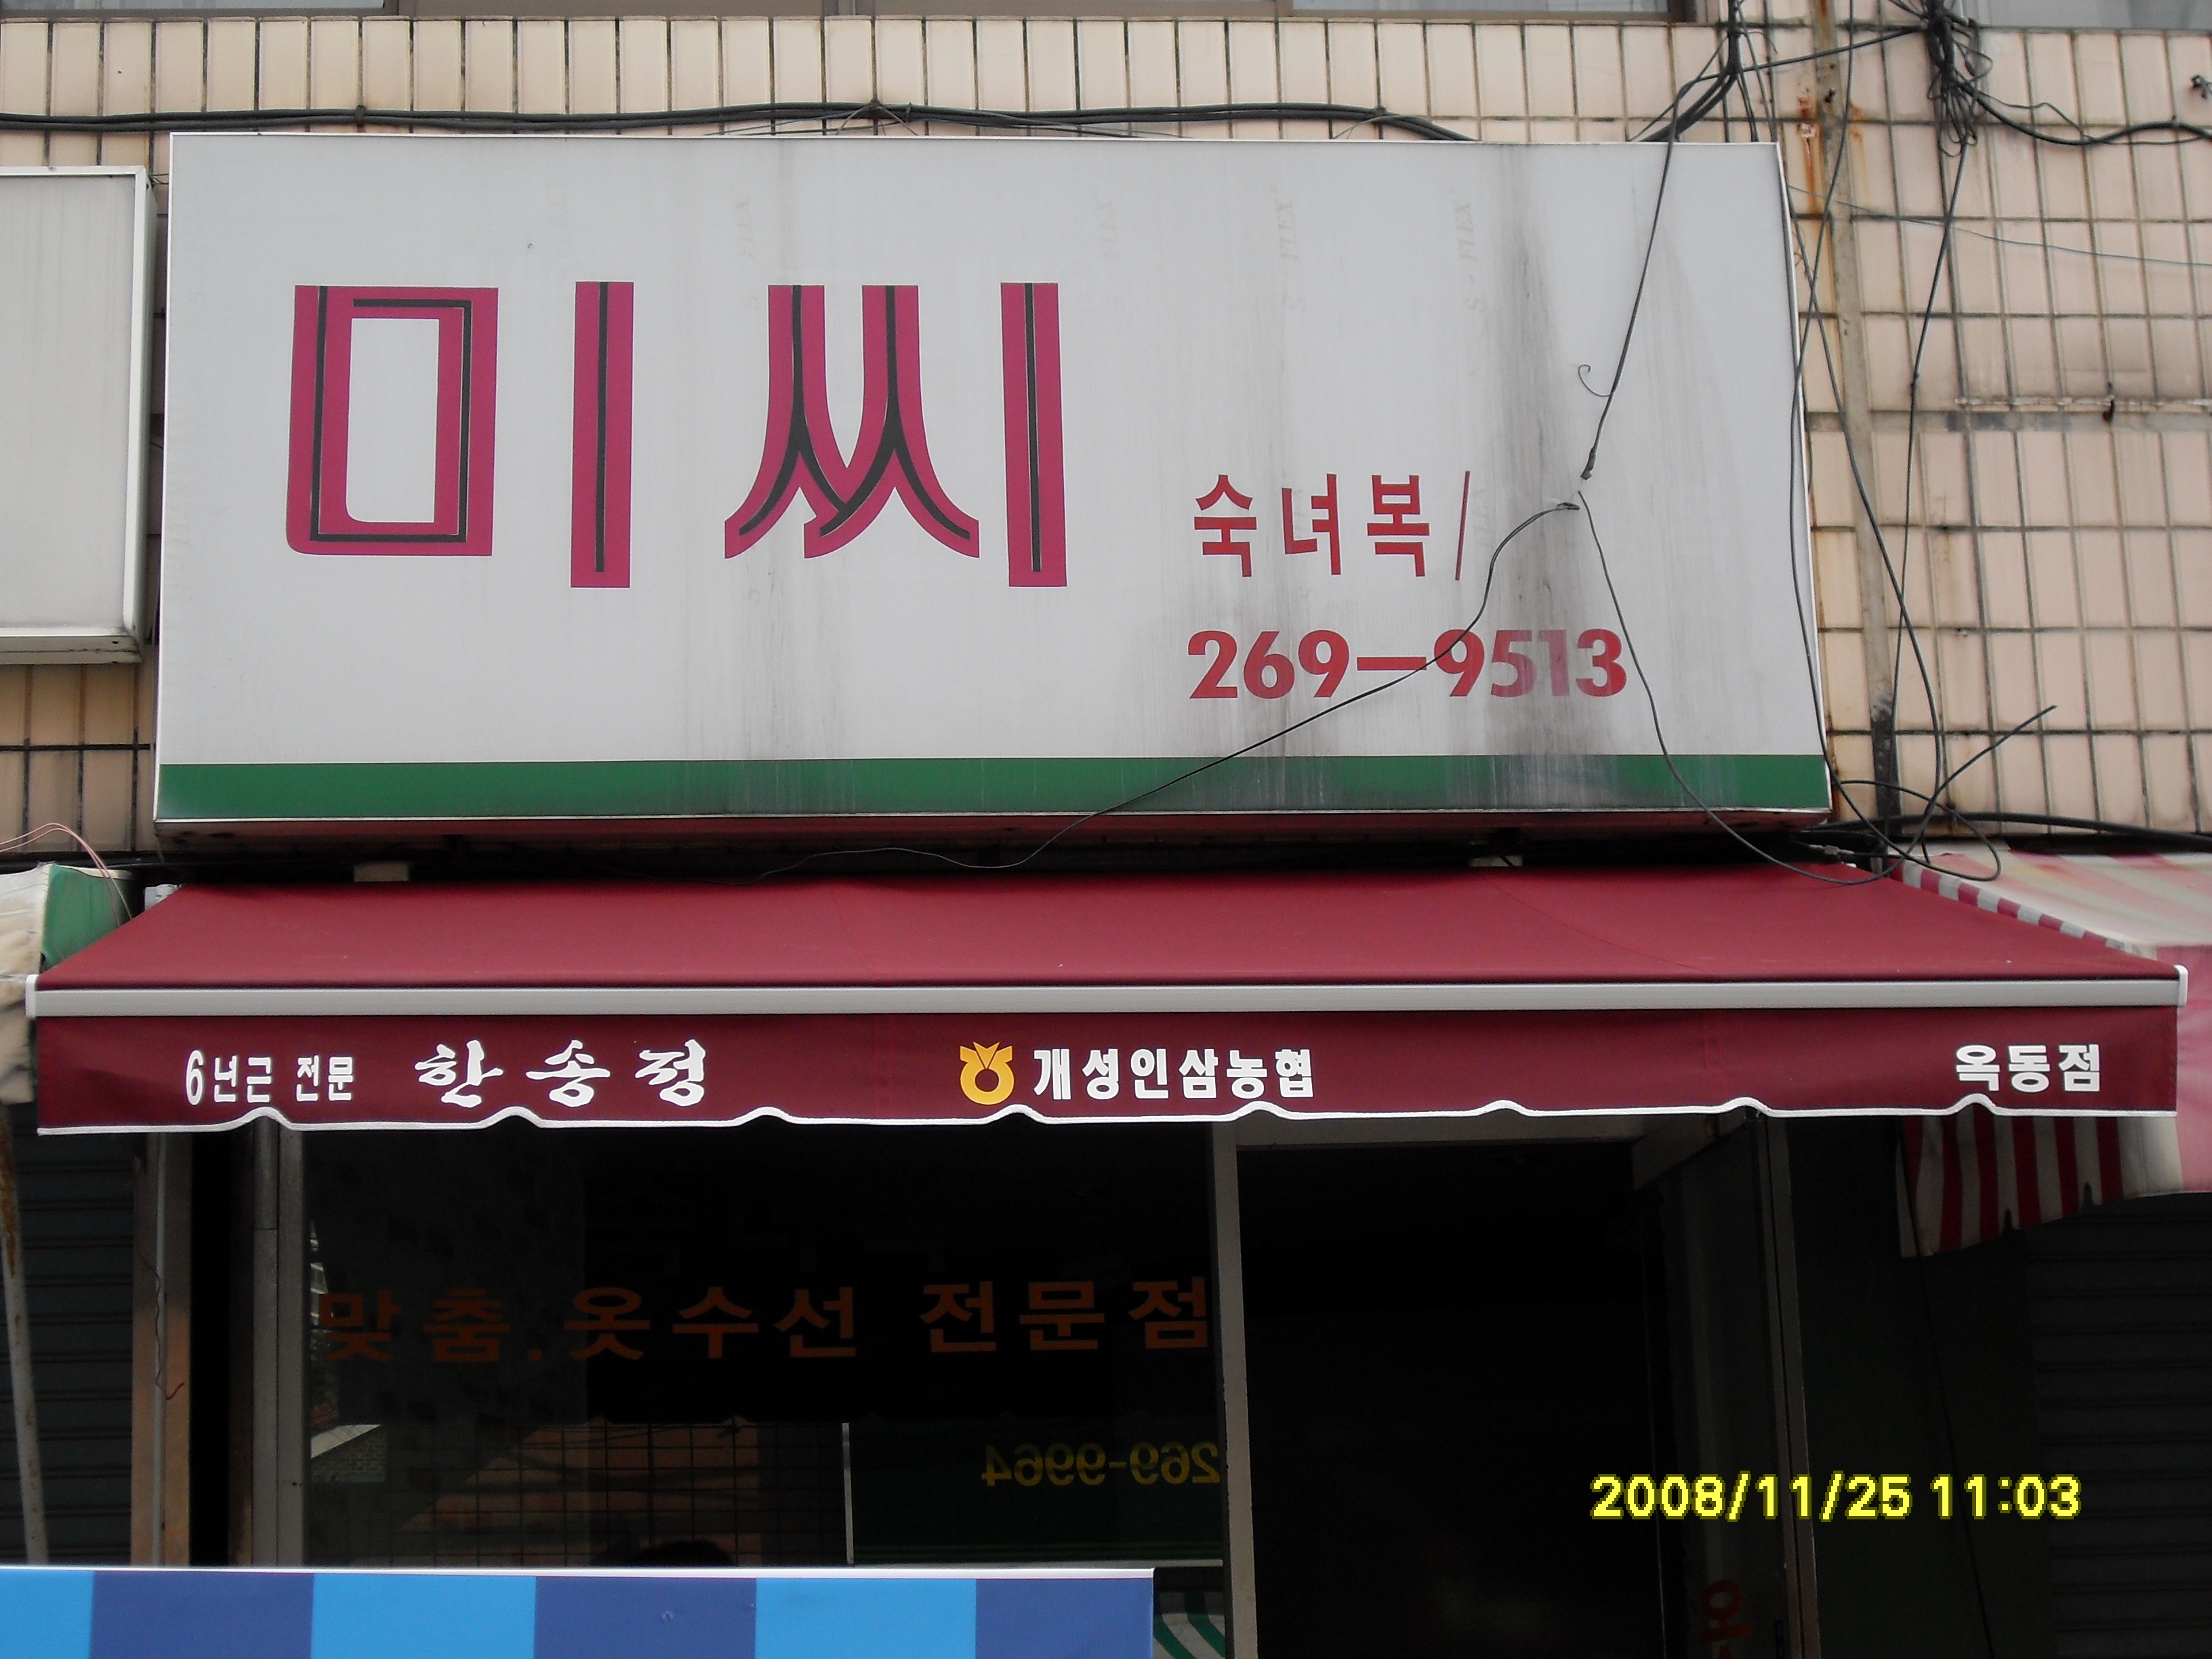 미씨
숙녀복/
269-9513
6년근 전문 한송정 개성인삼농협 옥동점
맞춤.옷수선 전문점
269-9964
2008/11/25 11:03